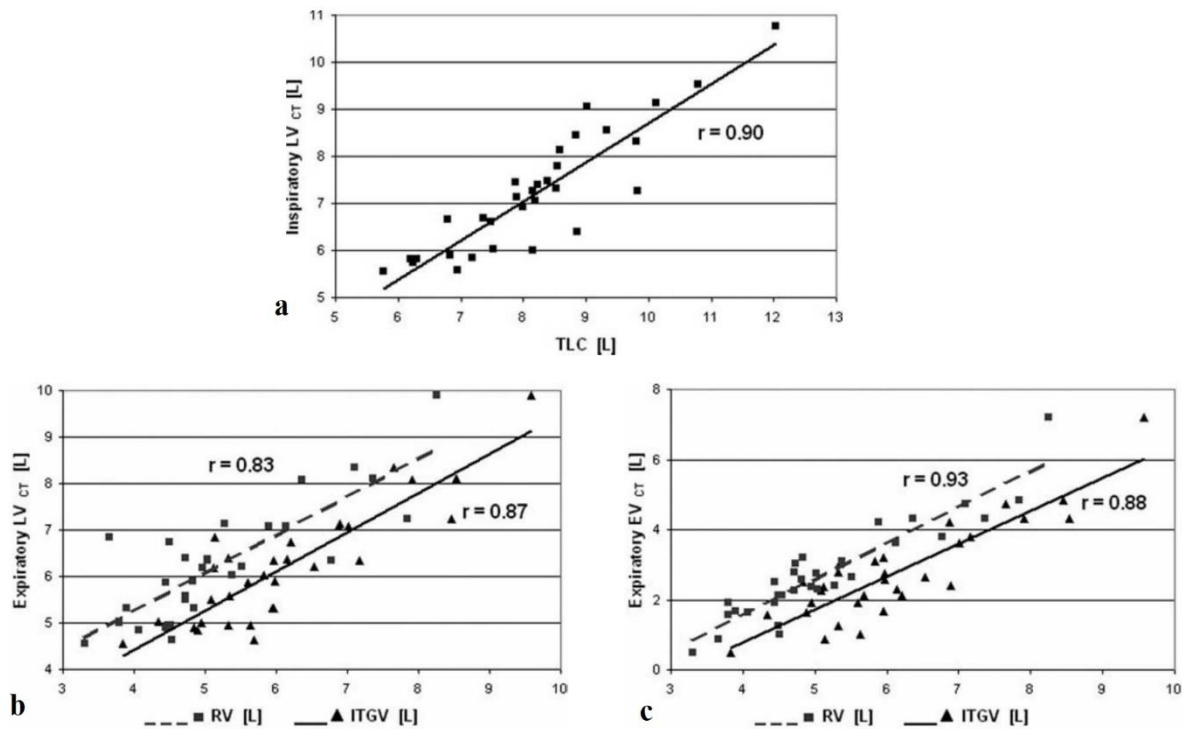 11
10
9
8
7
6
5
Inspiratory LV CT [L]
r = 0.90
5 6 7 8 9 10 11 12 13
TLC [L]
a
10
9
8
7
6
5
4
Expiratory LV CT [L]
r = 0.83
r = 0.87
3 4 5 6 7 8 9 10
RV [L] ITGV [L]
b
8
6
4
2
0
Expiratory EV CT [L]
r = 0.93
r = 0.88
3 4 5 6 7 8 9 10
RV [L] ITGV [L]
c